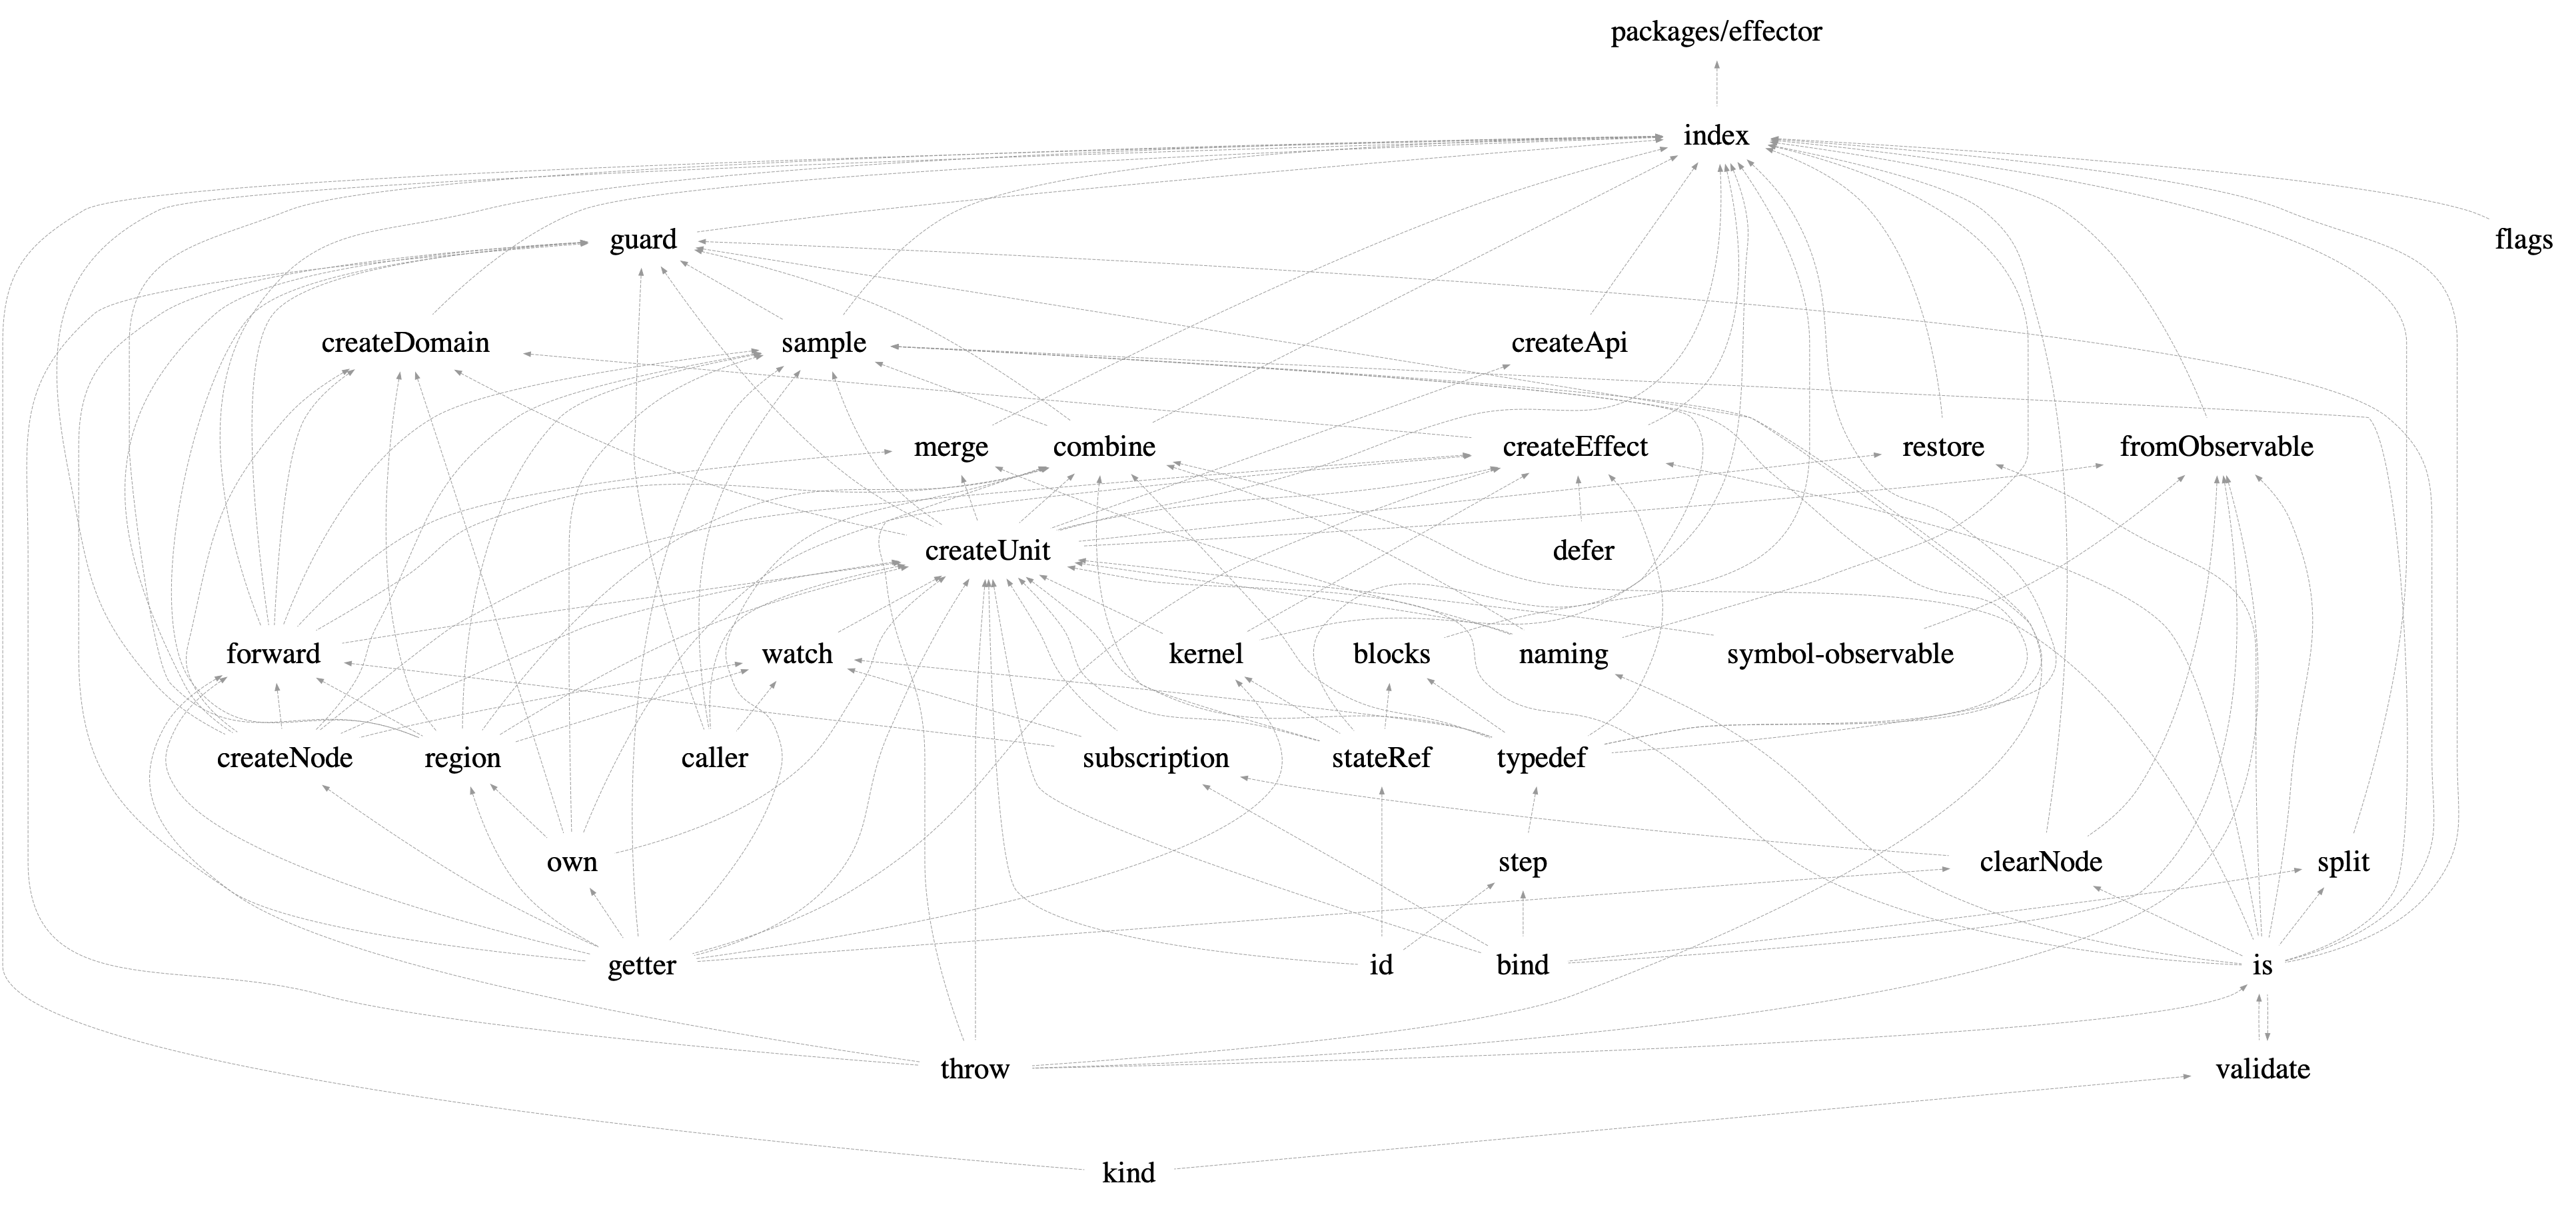 packages/effector
index
guard
flags
createDomain
sample
createApi
merge
combine
createEffect
restore
fromObservable
createUnit
defer
forward
watch
kernel
blocks
naming
symbol-observable
createNode
region
caller
subscription
stateRef
typedef
own
step
clearNode
split
getter
id
bind
is
throw
validate
kind